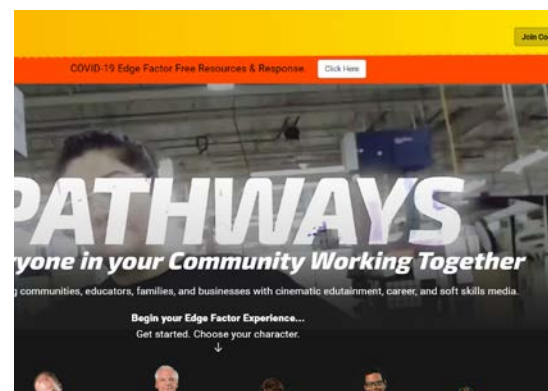 Join Co
COVID-19 Edge Factor Free Resources & Response.
Click Here
PATHWAYS
ryone in your Community Working Together
g communities, educators, families, and businesses with cinematic edutainment, career, and soft skills media.
Begin your Edge Factor Experience...
Get started. Choose your character.